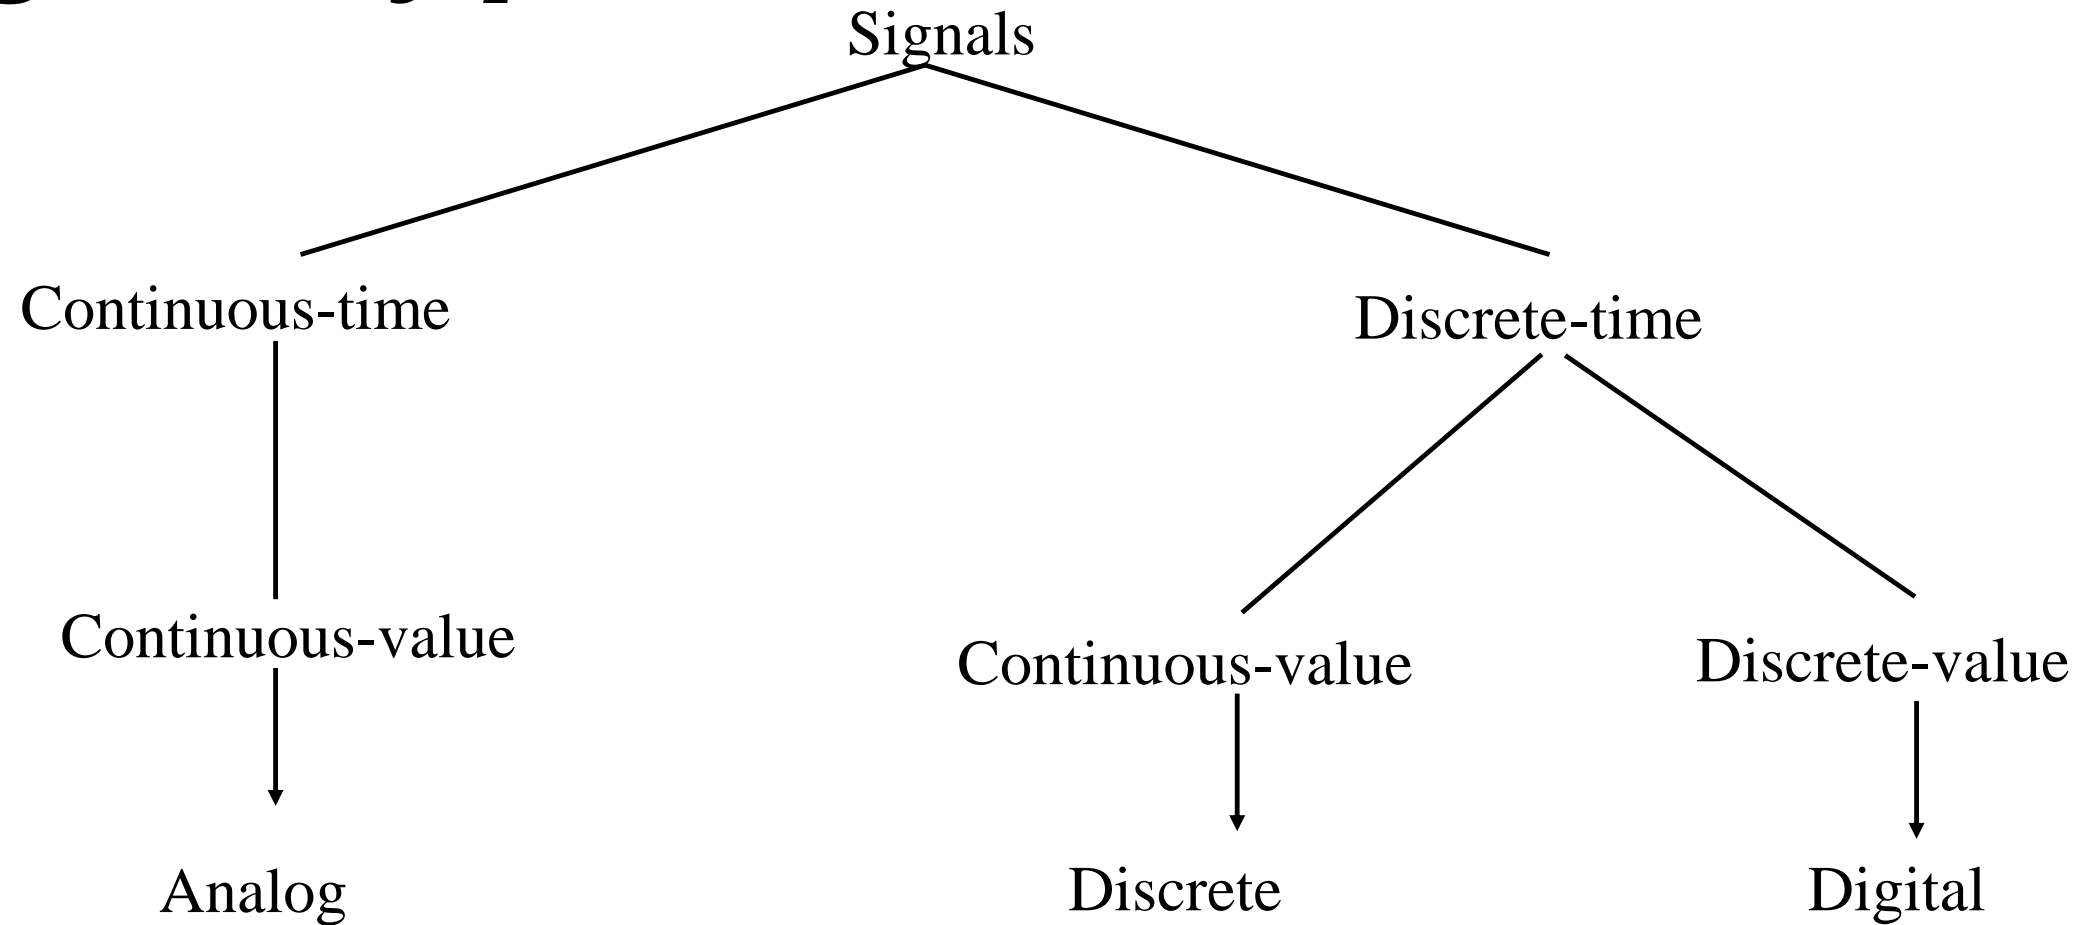 Signals
Continuous-time
Discrete-time
Continuous-value
Continuous-value
Discrete-value
Analog
Discrete
Digital